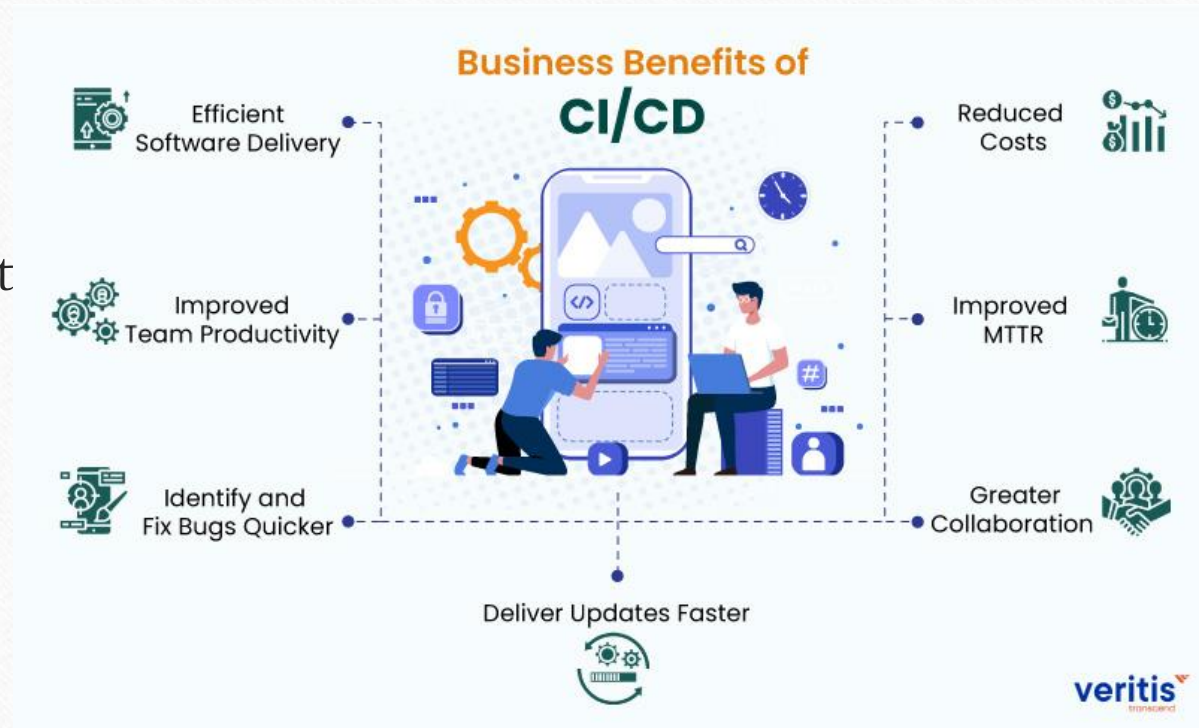 Business Benefits of
CI/CD
Efficient
Software Delivery
Reduced
Costs
t
Improved
Team Productivity
Improved
MTTR
</>
#
Identify and
Fix Bugs Quicker
Greater
Collaboration
Deliver Updates Faster
veritis
transcend